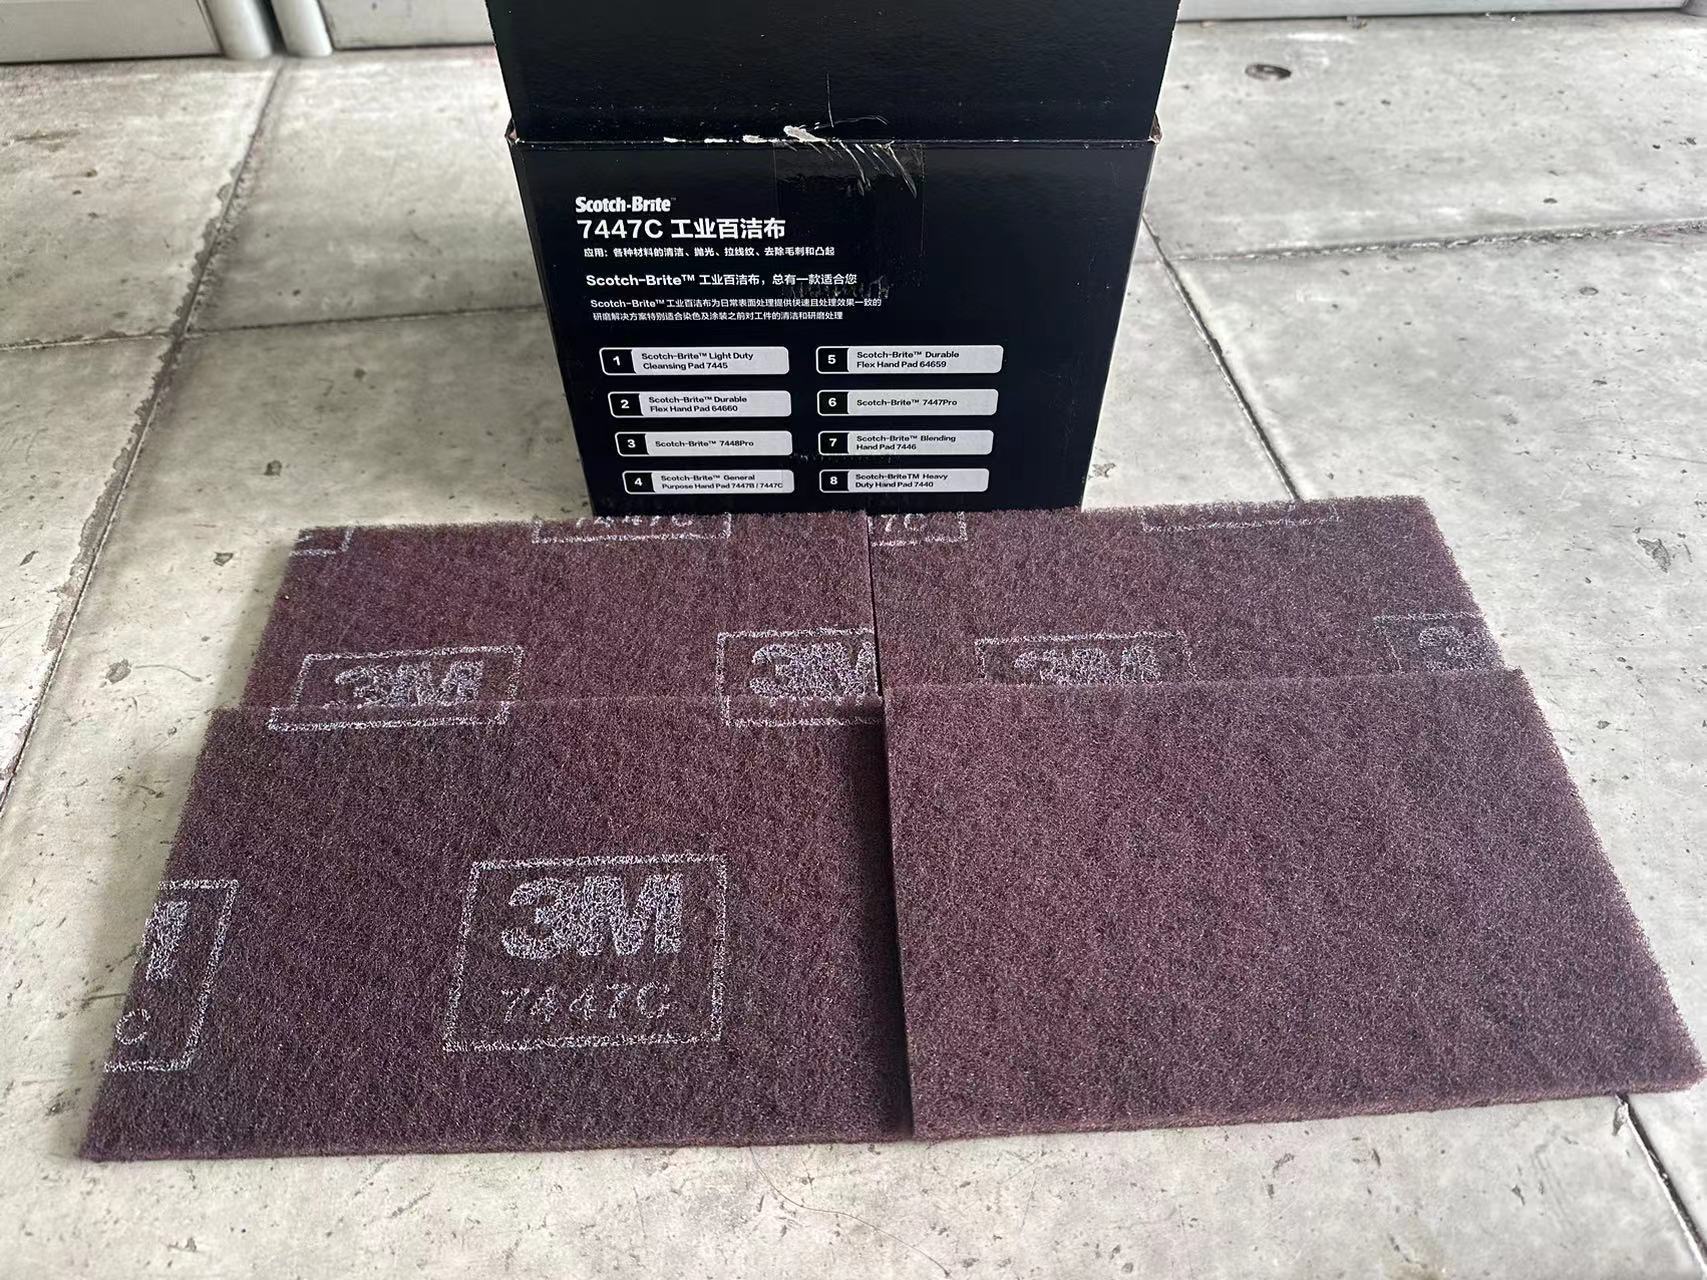 Scotch-Brite™
7447C 工业百洁布
应用：各种材料的清洁、抛光、拉线纹、去除毛刺和凸起
Scotch-Brite™ 工业百洁布，总有一款适合您
Scotch-Brite™ 工业百洁布为日常表面处理提供快速且处理效果一致的
研磨解决方案特别适合染色及涂装之前对工件的清洁和研磨处理
1 Scotch-Brite™ Light Duty
Cleansing Pad 7445
2 Scotch-Brite™ Durable
Flex Hand Pad 64660
3 Scotch-Brite™ 7448Pro
4 Scotch-Brite™ General
Purpose Hand Pad 7447B / 7447C
5 Scotch-Brite™ Durable
Flex Hand Pad 64659
6 Scotch-Brite™ 7447Pro
7 Scotch-Brite™ Blending
Hand Pad 7446
8 Scotch-BriteTM Heavy
Duty Hand Pad 7440
7447C
7C
3M
3M
3M
3
3M
7447C
C